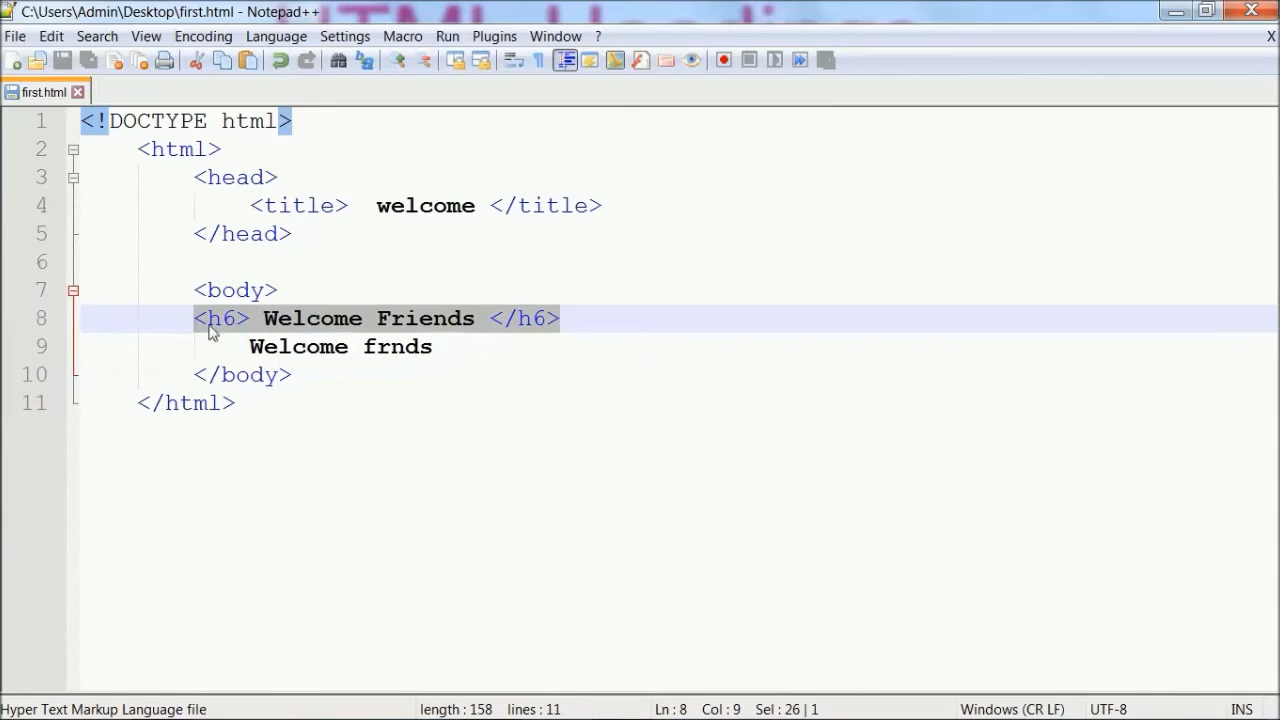 C:\Users\Admin\Desktop\first.html - Notepad++
File Edit Search View Encoding Language Settings Macro Run Plugins Window ? X
first.html
1 <!DOCTYPE html>
2 <html>
3 <head>
4 <title> welcome </title>
5 </head>
6
7 <body>
8 <h6> Welcome Friends </h6>
9 Welcome frnds
10 </body>
11 </html>
Hyper Text Markup Language file length : 158 lines : 11 Ln : 8 Col : 9 Sel : 26 | 1 Windows (CR LF) UTF-8 INS